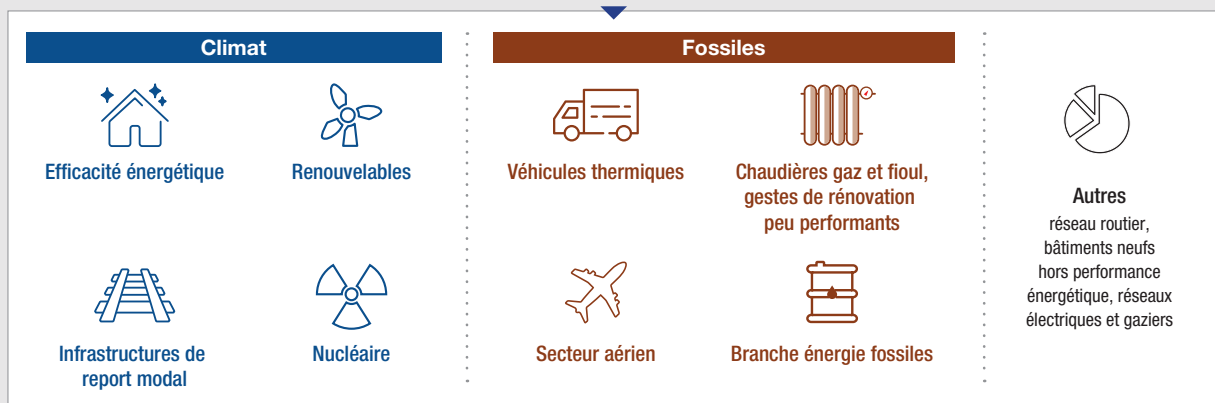 Climat
Efficacité énergétique
Renouvelables
Infrastructures de
report modal
Nucléaire
Fossiles
Véhicules thermiques
Chaudières gaz et fioul,
gestes de rénovation
peu performants
Secteur aérien
Branche énergie fossiles
Autres
réseau routier,
bâtiments neufs
hors performance
énergétique, réseaux
électriques et gaziers